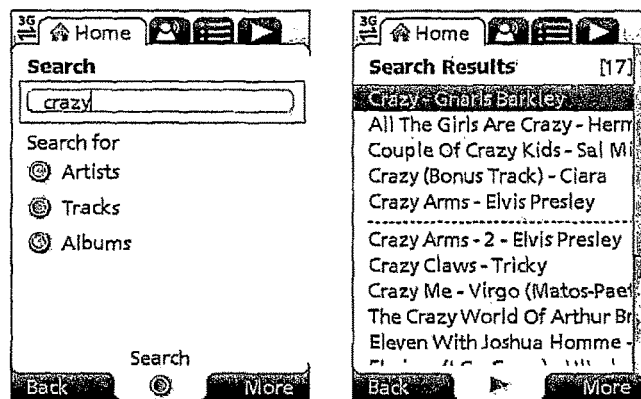 3G
Home
Search
crazy
Search for
Artists
Tracks
Albums
Search
Back
More
3G
Home
Search Results [17]
Crazy - Gnarls Barkley
All The Girls Are Crazy - Herm
Couple Of Crazy Kids - Sal Mi
Crazy (Bonus Track) - Ciara
Crazy Arms - Elvis Presley
Crazy Arms - 2 - Elvis Presley
Crazy Claws - Tricky
Crazy Me - Virgo (Matos-Paet
The Crazy World Of Arthur Br
Eleven With Joshua Homme -
Back
More